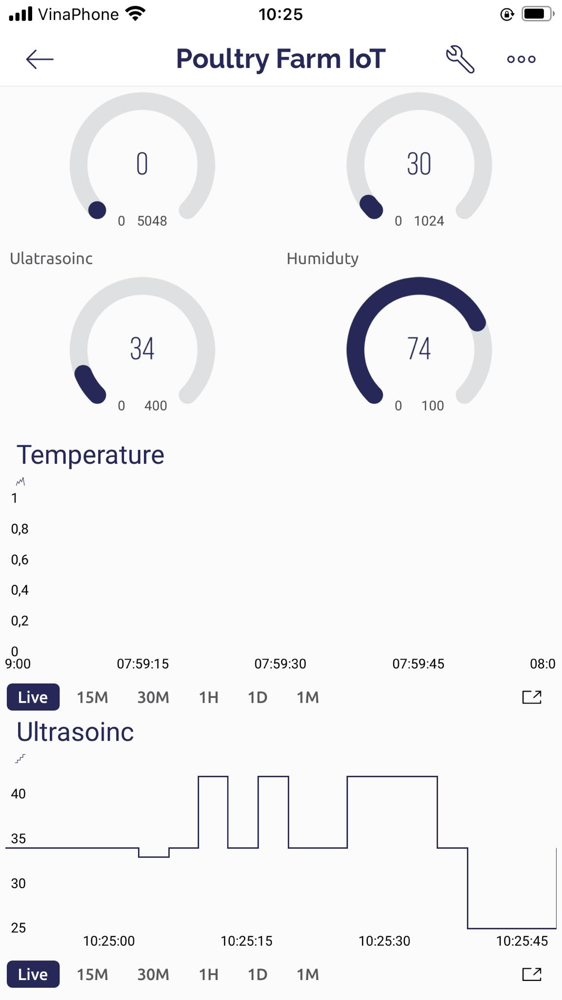 VinaPhone 10:25
Poultry Farm IoT
0 30
0 5048 0 1024
Ulatrasoinc Humiduty
34 74
0 400 0 100
Temperature
1
0,8
0,6
0,4
0,2
0
9:00 07:59:15 07:59:30 07:59:45 08:0
Live 15M 30M 1H 1D 1M
Ultrasoinc
40
35
30
25
10:25:00 10:25:15 10:25:30 10:25:45
Live 15M 30M 1H 1D 1M